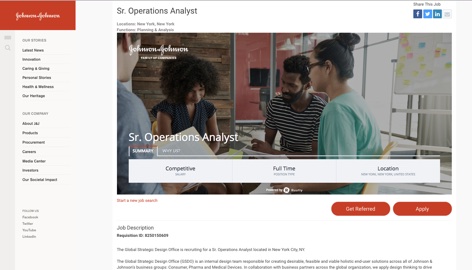 Sr. Operations Analyst
Locations: New York, New York
Functions: Planning & Analysis
Share This Job
Johnson & Johnson
OUR STORIES
Latest News
Innovation
Caring & Giving
Personal Stories
Health & Wellness
Our Heritage
OUR COMPANY
About J&J
Products
Procurement
Careers
Media Center
Investors
Our Societal Impact
FOLLOW US
Facebook
Twitter
YouTube
LinkedIn
Johnson & Johnson
FAMILY OF COMPANIES
Sr. Operations Analyst
SUMMARY
WHY US?
Competitive
SALARY
Full Time
POSITION TYPE
Location
NEW YORK, NEW YORK, UNITED STATES
Powered by
Start a new job search
Get Referred
Apply
Job Description
Requisition ID: 8250150609
The Global Strategic Design Office is recruiting for a Sr. Operations Analyst located in New York City, NY.
The Global Strategic Design Office (GSDO) is an internal design team responsible for creating desirable, feasible and viable holistic end-user solutions across all of Johnson &
Johnson's business groups: Consumer, Pharma and Medical Devices. In collaboration with business partners across the global organization, we apply design thinking to drive